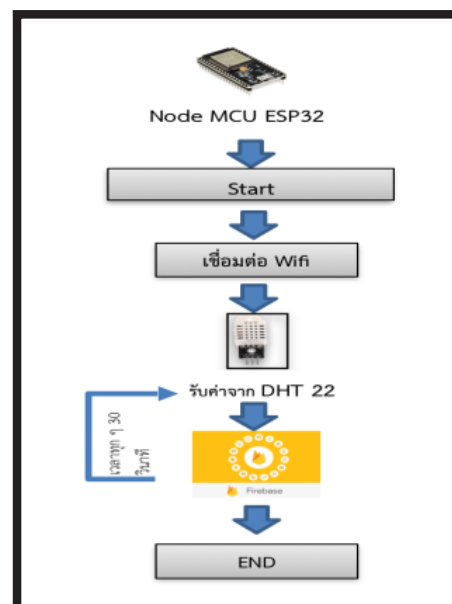 Node MCU ESP32
Start
เชื่อมต่อ Wifi
รับค่าจาก DHT 22
เวลาทุก ๆ 30
วินาที
Firebase
END